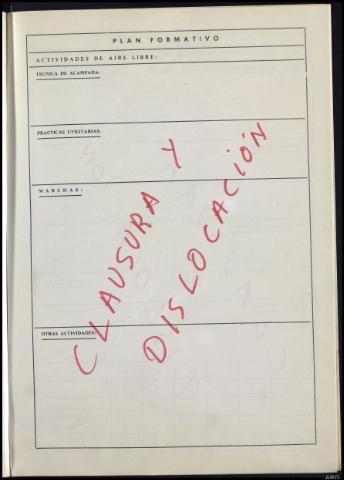 PLAN FORMATIVO
ACTIVIDADES DE AIRE LIBRE:
TECNICA DE ACAMPADA:
PRACTICAS UTILITARIAS:
MARCHAS:
OTRAS ACTIVIDADES:
CLAUSURA Y
DISLOCACIÓN